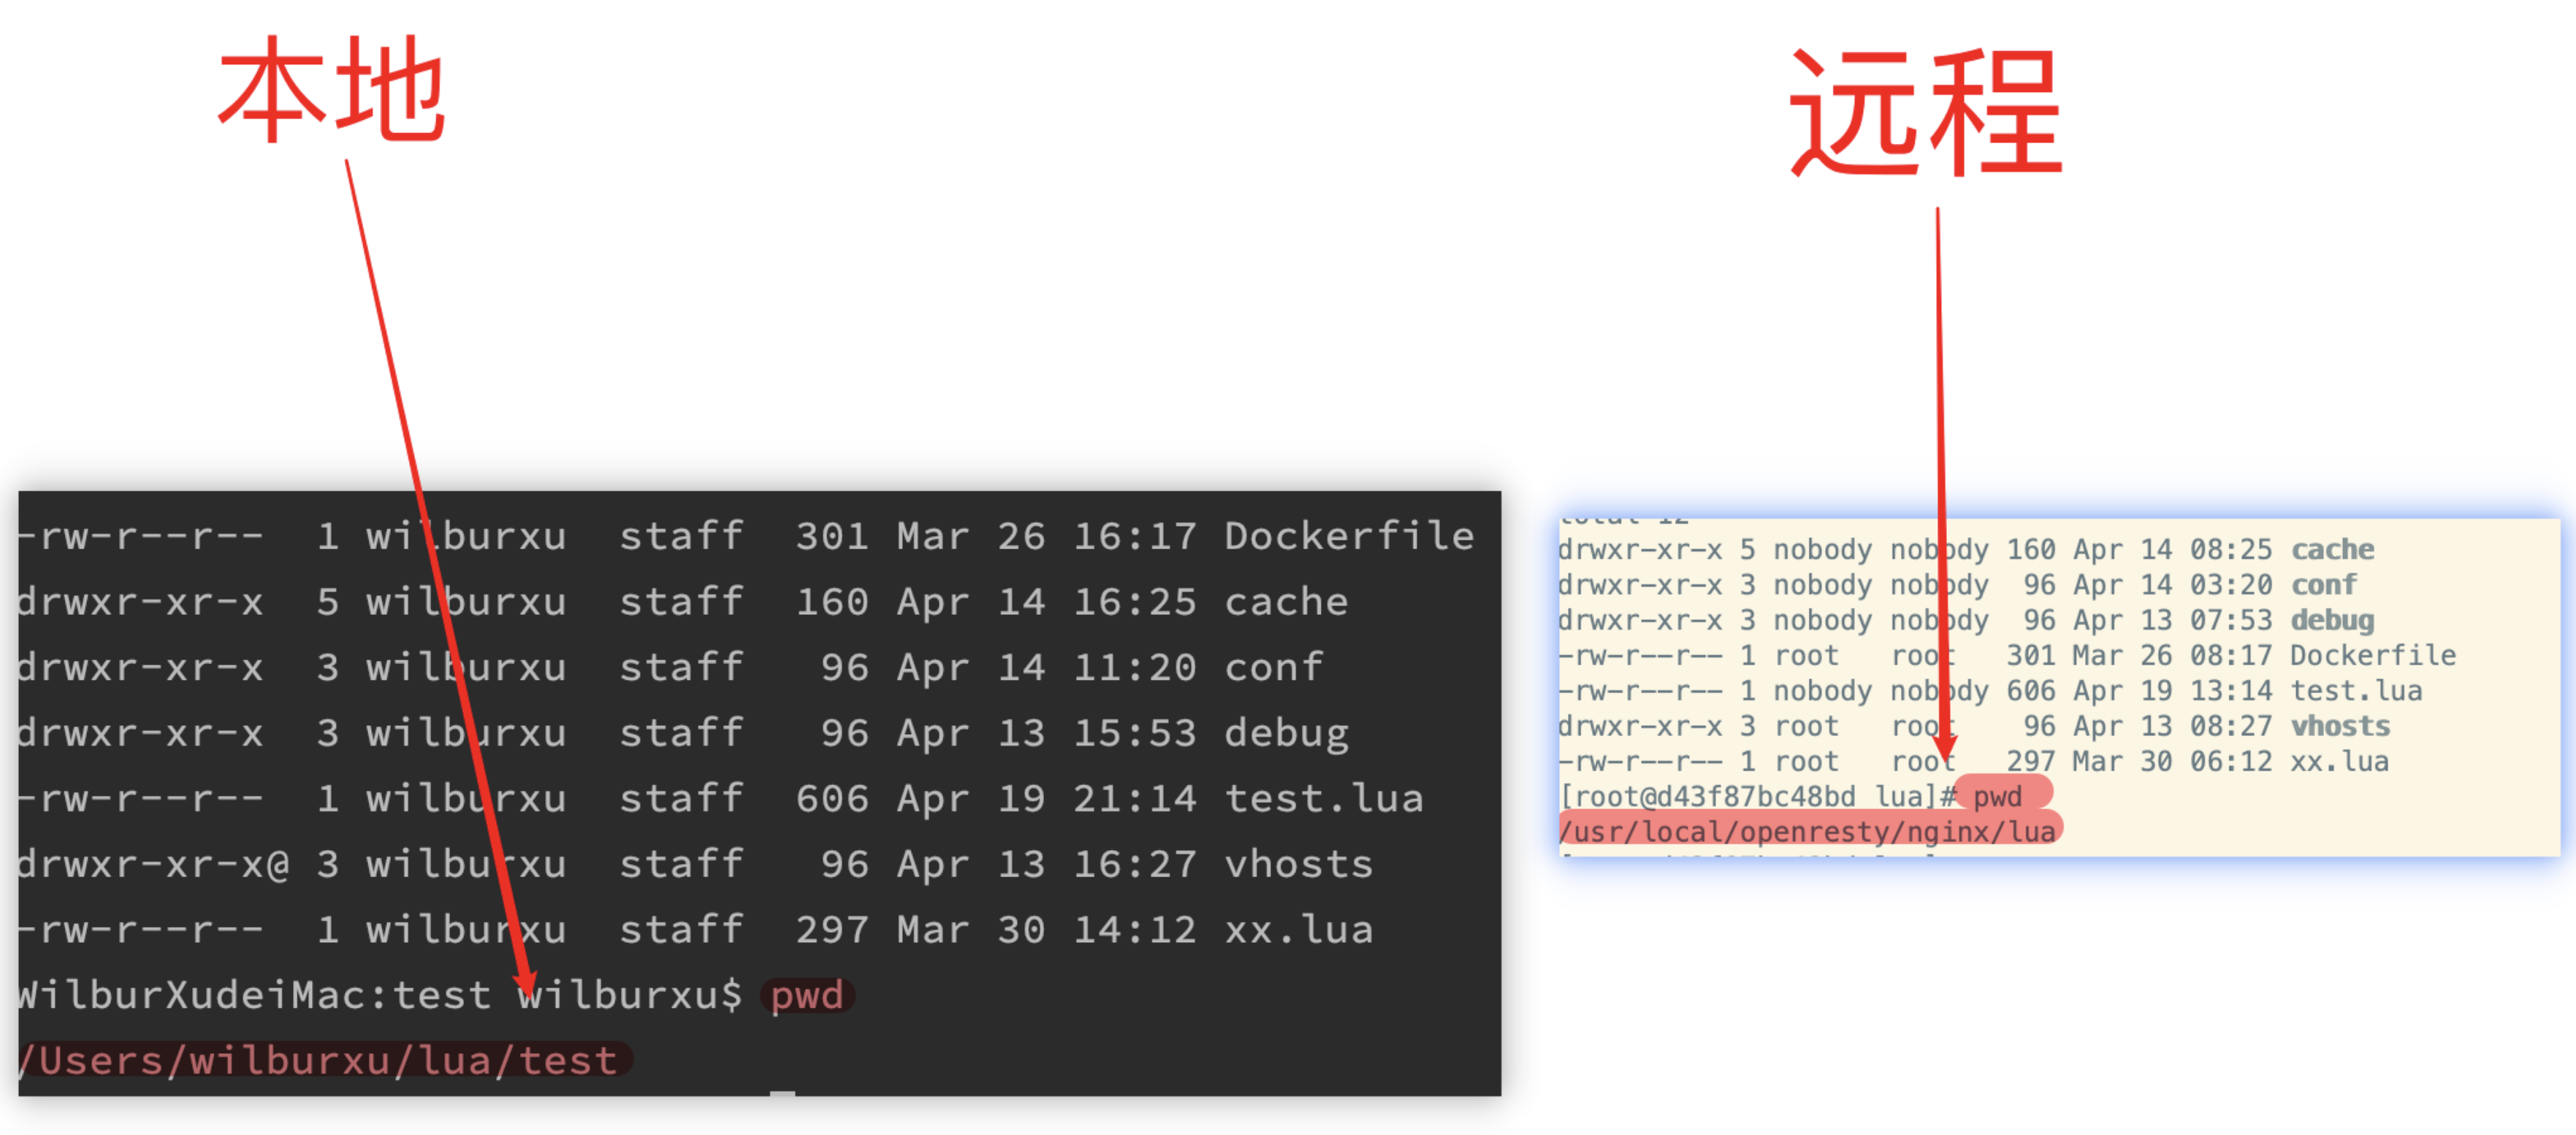 本地
远程
-rw-r--r--  1 wilburxu  staff  301 Mar 26 16:17 Dockerfile
drwxr-xr-x  5 wilburxu  staff  160 Apr 14 16:25 cache
drwxr-xr-x  3 wilburxu  staff   96 Apr 14 11:20 conf
drwxr-xr-x  3 wilburxu  staff   96 Apr 13 15:53 debug
-rw-r--r--  1 wilburxu  staff  606 Apr 19 21:14 test.lua
drwxr-xr-x@ 3 wilburxu  staff   96 Apr 13 16:27 vhosts
-rw-r--r--  1 wilburxu  staff  297 Mar 30 14:12 xx.lua
WilburXudeiMac:test wilburxu$ pwd
/Users/wilburxu/lua/test
total 12
drwxr-xr-x 5 nobody nobody 160 Apr 14 08:25 cache
drwxr-xr-x 3 nobody nobody  96 Apr 14 03:20 conf
drwxr-xr-x 3 nobody nobody  96 Apr 13 07:53 debug
-rw-r--r-- 1 root   root   301 Mar 26 08:17 Dockerfile
-rw-r--r-- 1 nobody nobody 606 Apr 19 13:14 test.lua
drwxr-xr-x 3 root   root    96 Apr 13 08:27 vhosts
-rw-r--r-- 1 root   root   297 Mar 30 06:12 xx.lua
[root@d43f87bc48bd lua]# pwd
/usr/local/openresty/nginx/lua